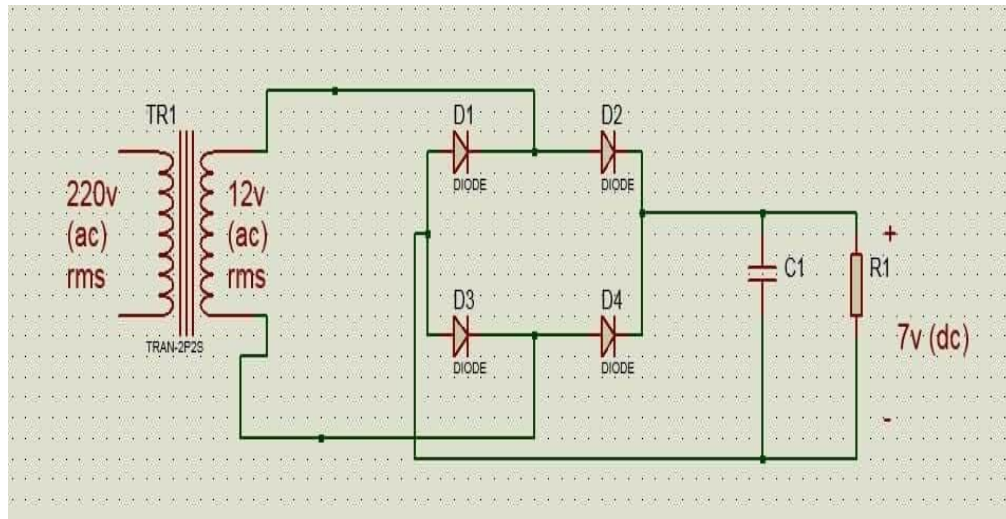 TR1
220v
(ac)
rms
12v
(ac)
rms
TRAN-2P2S
D1
DIODE
D2
DIODE
D3
DIODE
D4
DIODE
C1
R1
+
7v (dc)
-